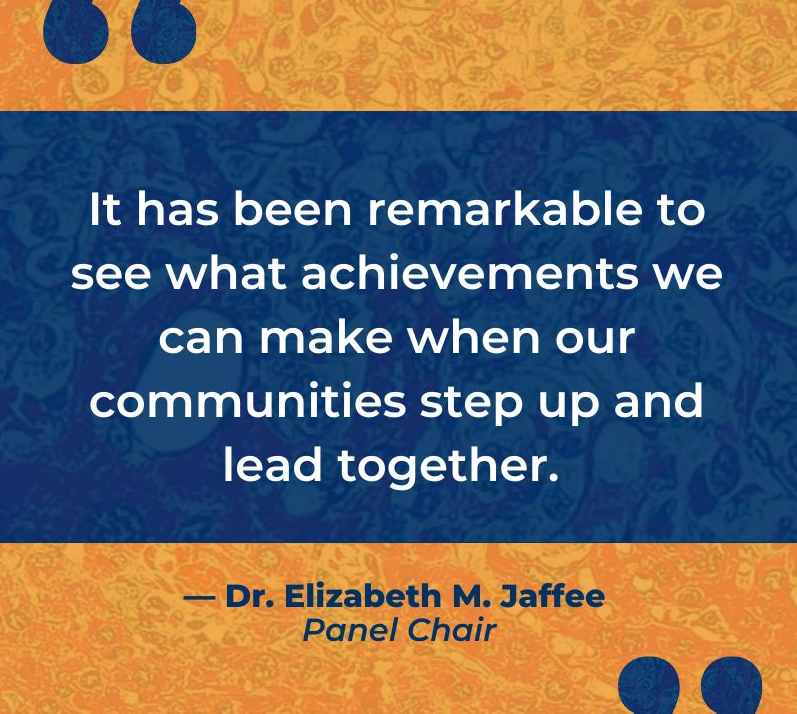 It has been remarkable to
see what achievements we
can make when our
communities step up and
lead together.
— Dr. Elizabeth M. Jaffee
Panel Chair